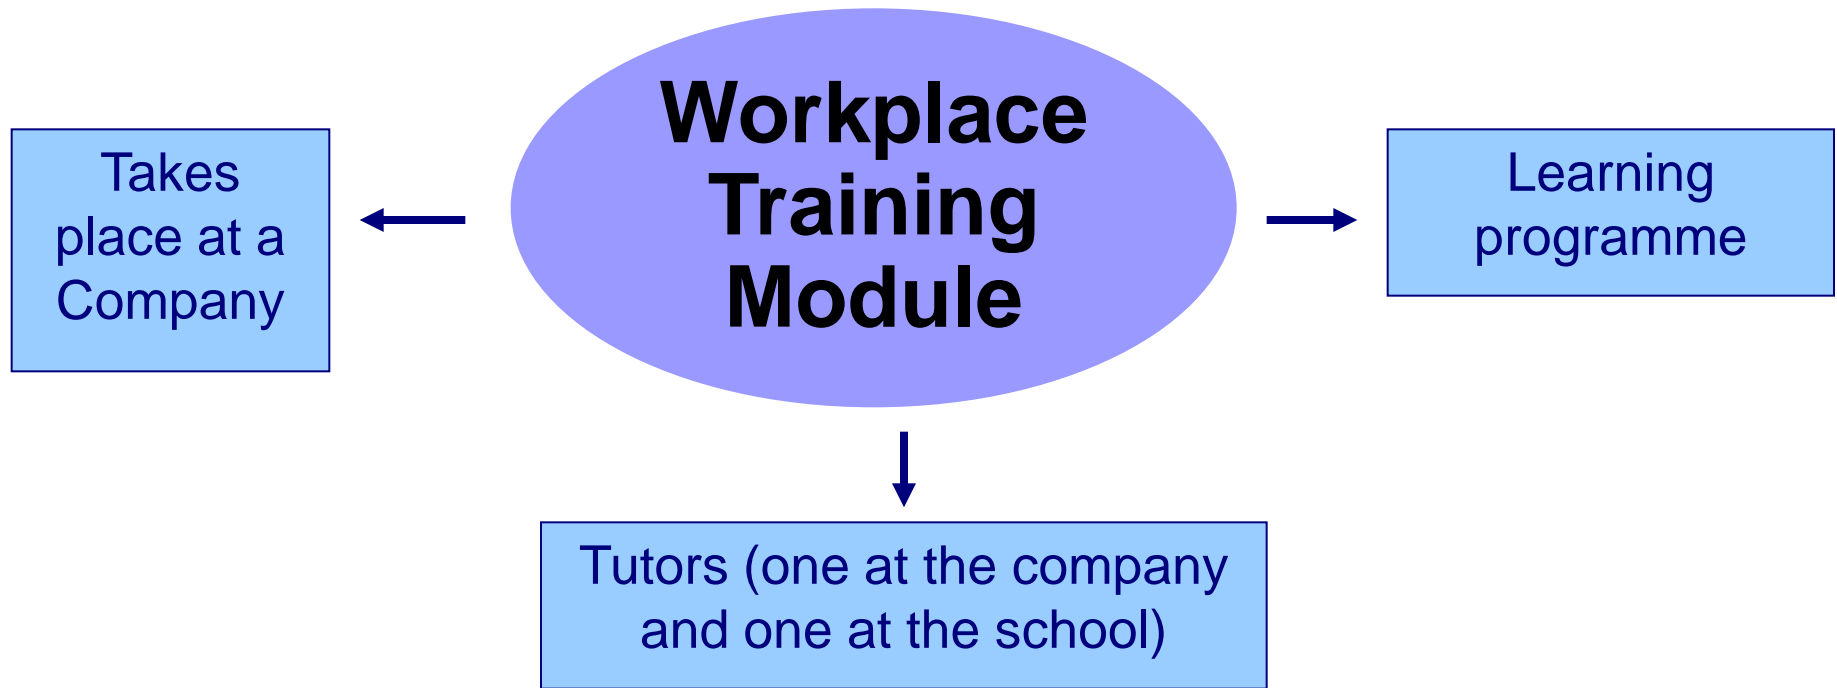 Workplace
Training
Module
Takes
place at a
Company
Learning
programme
Tutors (one at the company
and one at the school)